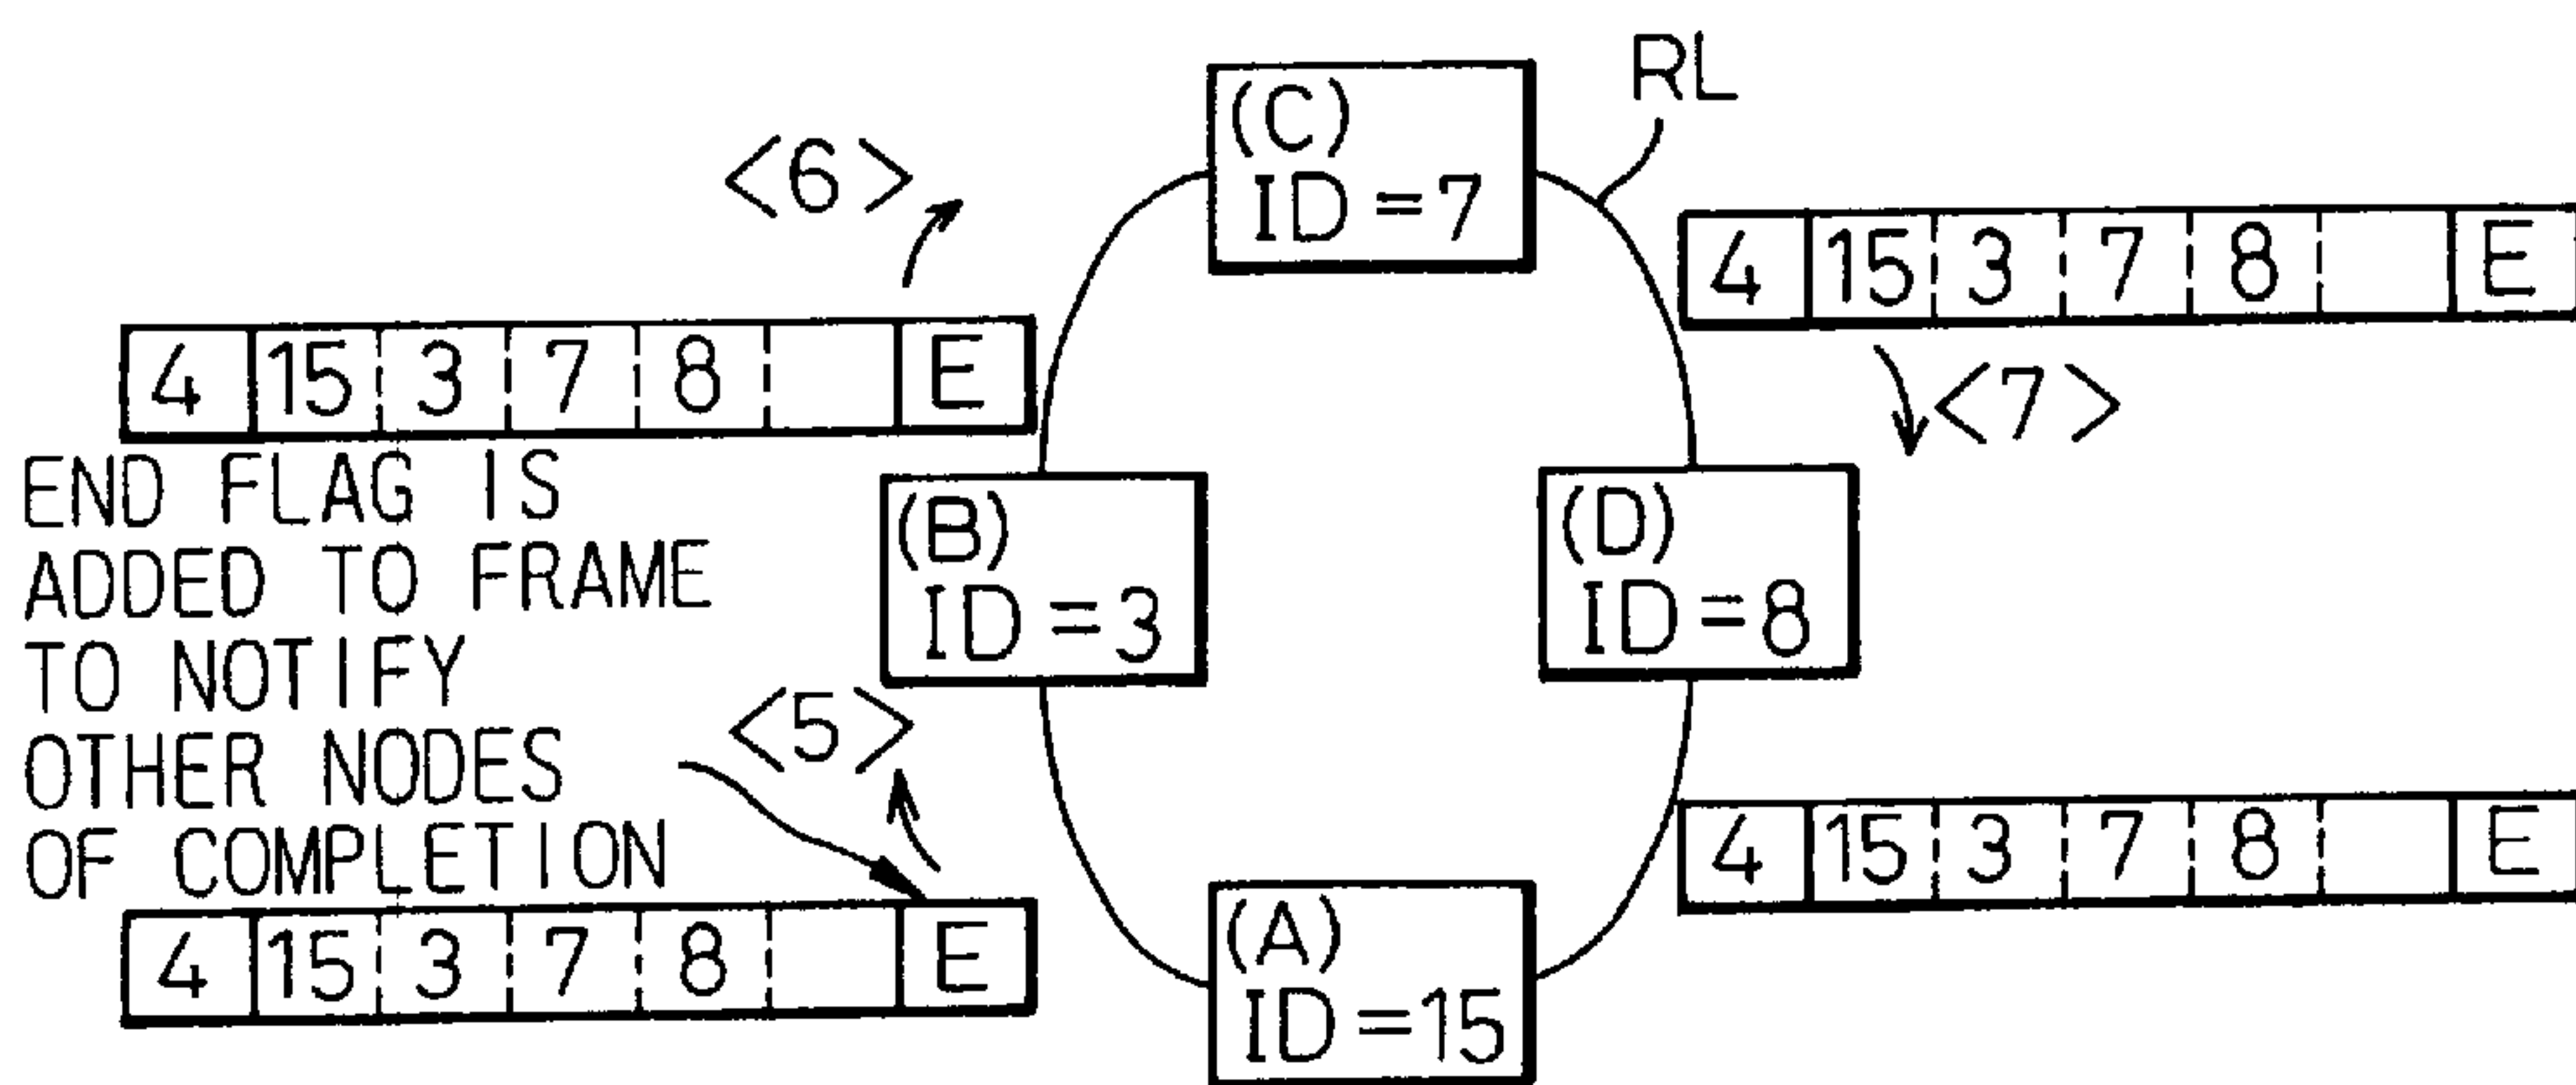 (C)
ID=7
RL
<6>
4 15 3 7 8 E
4 15 3 7 8 E
<7>
END FLAG IS
ADDED TO FRAME
TO NOTIFY
OTHER NODES
OF COMPLETION
(B)
ID=3
(D)
ID=8
<5>
4 15 3 7 8 E
4 15 3 7 8 E
(A)
ID=15